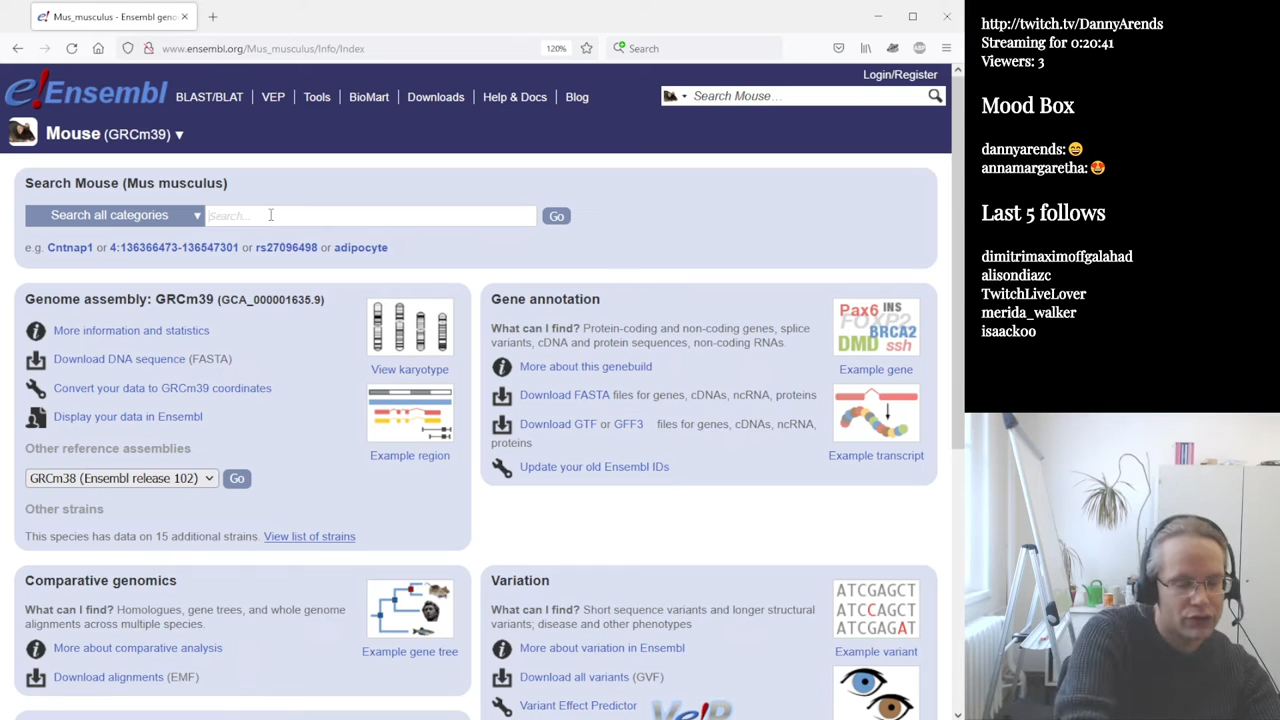 Mus_musculus - Ensembl geno
www.ensembl.org/Mus_musculus/Info/Index
120%
Search
ABP
Login/Register
e!Ensembl
BLAST/BLAT
VEP
Tools
BioMart
Downloads
Help & Docs
Blog
Search Mouse…
Mouse (GRCm39) ▼
Search Mouse (Mus musculus)
Search all categories ▼
Search...
Go
e.g. Cntnap1 or 4:136366473-136547301 or rs27096498 or adipocyte
Genome assembly: GRCm39 (GCA_000001635.9)
More information and statistics
Download DNA sequence (FASTA)
Convert your data to GRCm39 coordinates
Display your data in Ensembl
View karyotype
Example region
Other reference assemblies
GRCm38 (Ensembl release 102)
Go
Other strains
This species has data on 15 additional strains. View list of strains
Gene annotation
What can I find? Protein-coding and non-coding genes, splice
variants, cDNA and protein sequences, non-coding RNAs.
More about this genebuild
Download FASTA files for genes, cDNAs, ncRNA, proteins
Download GTF or GFF3 files for genes, cDNAs, ncRNA,
proteins
Update your old Ensembl IDs
Pax6 INS
FOXP2
BRCA2
DMD ssh
Example gene
Example transcript
Comparative genomics
What can I find? Homologues, gene trees, and whole genome
alignments across multiple species.
More about comparative analysis
Download alignments (EMF)
Example gene tree
Variation
What can I find? Short sequence variants and longer structural
variants; disease and other phenotypes
More about variation in Ensembl
Download all variants (GVF)
Variant Effect Predictor
Ve!P
ATCGAGCT
ATCCAGCT
ATCGAGAT
Example variant
http://twitch.tv/DannyArends
Streaming for 0:20:41
Viewers: 3
Mood Box
dannyarends: 😄
annamargaretha: 😍
Last 5 follows
dimitrimaximoffgalahad
alisondiazc
TwitchLiveLover
merida_walker
isaack00